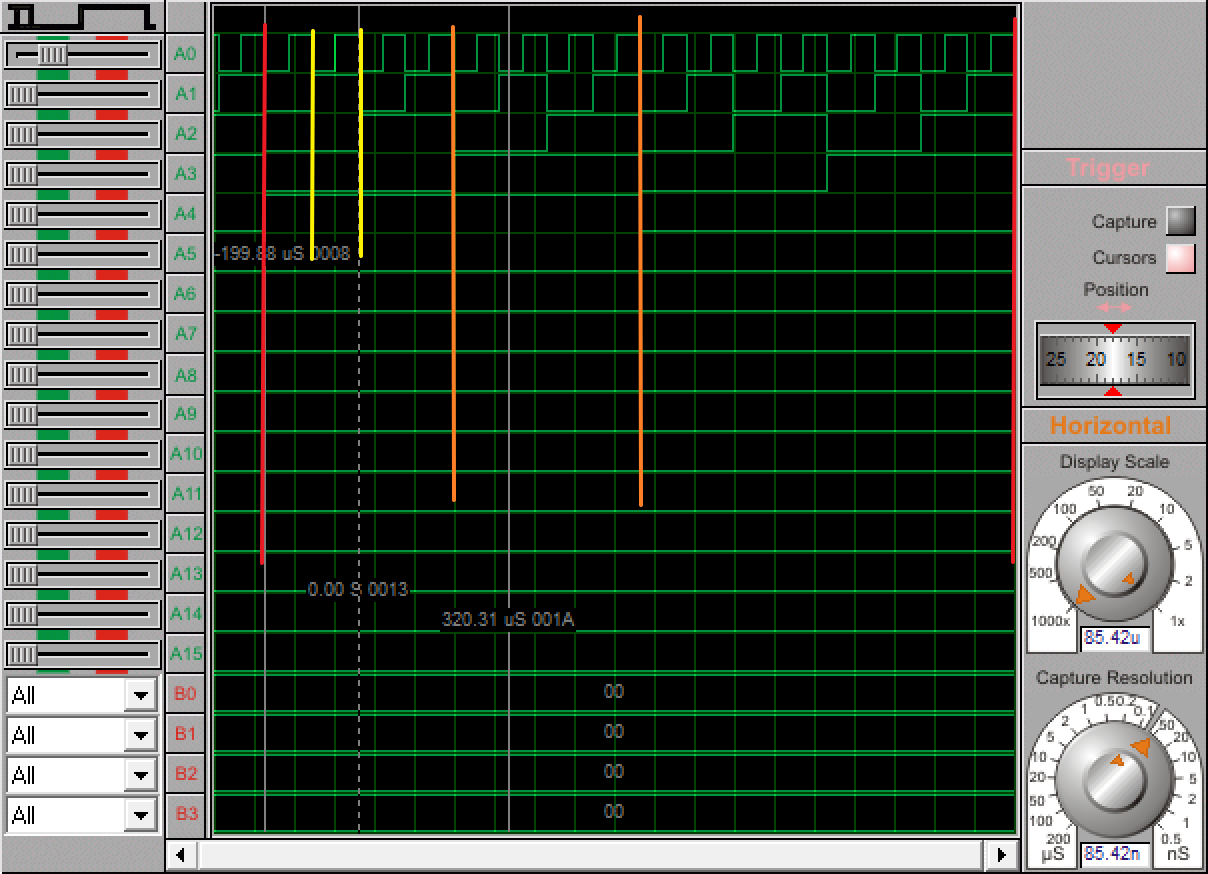 A0
A1
A2
A3
A4
A5
A6
A7
A8
A9
A10
A11
A12
A13
A14
A15
B0
B1
B2
B3
All
All
All
All
-199.88 uS 0008
0.00 S 0013
320.31 uS 001A
00
00
00
00
Trigger
Capture
Cursors
Position
25 20 15 10
Horizontal
Display Scale
50 20
100 10
200 5
500 2
1000x 1x
85.42u
Capture Resolution
1 0.5 0.2 0.1
2 50
5 20
10 10
20 5
50 2
100 1
200 0.5
µS nS
85.42n